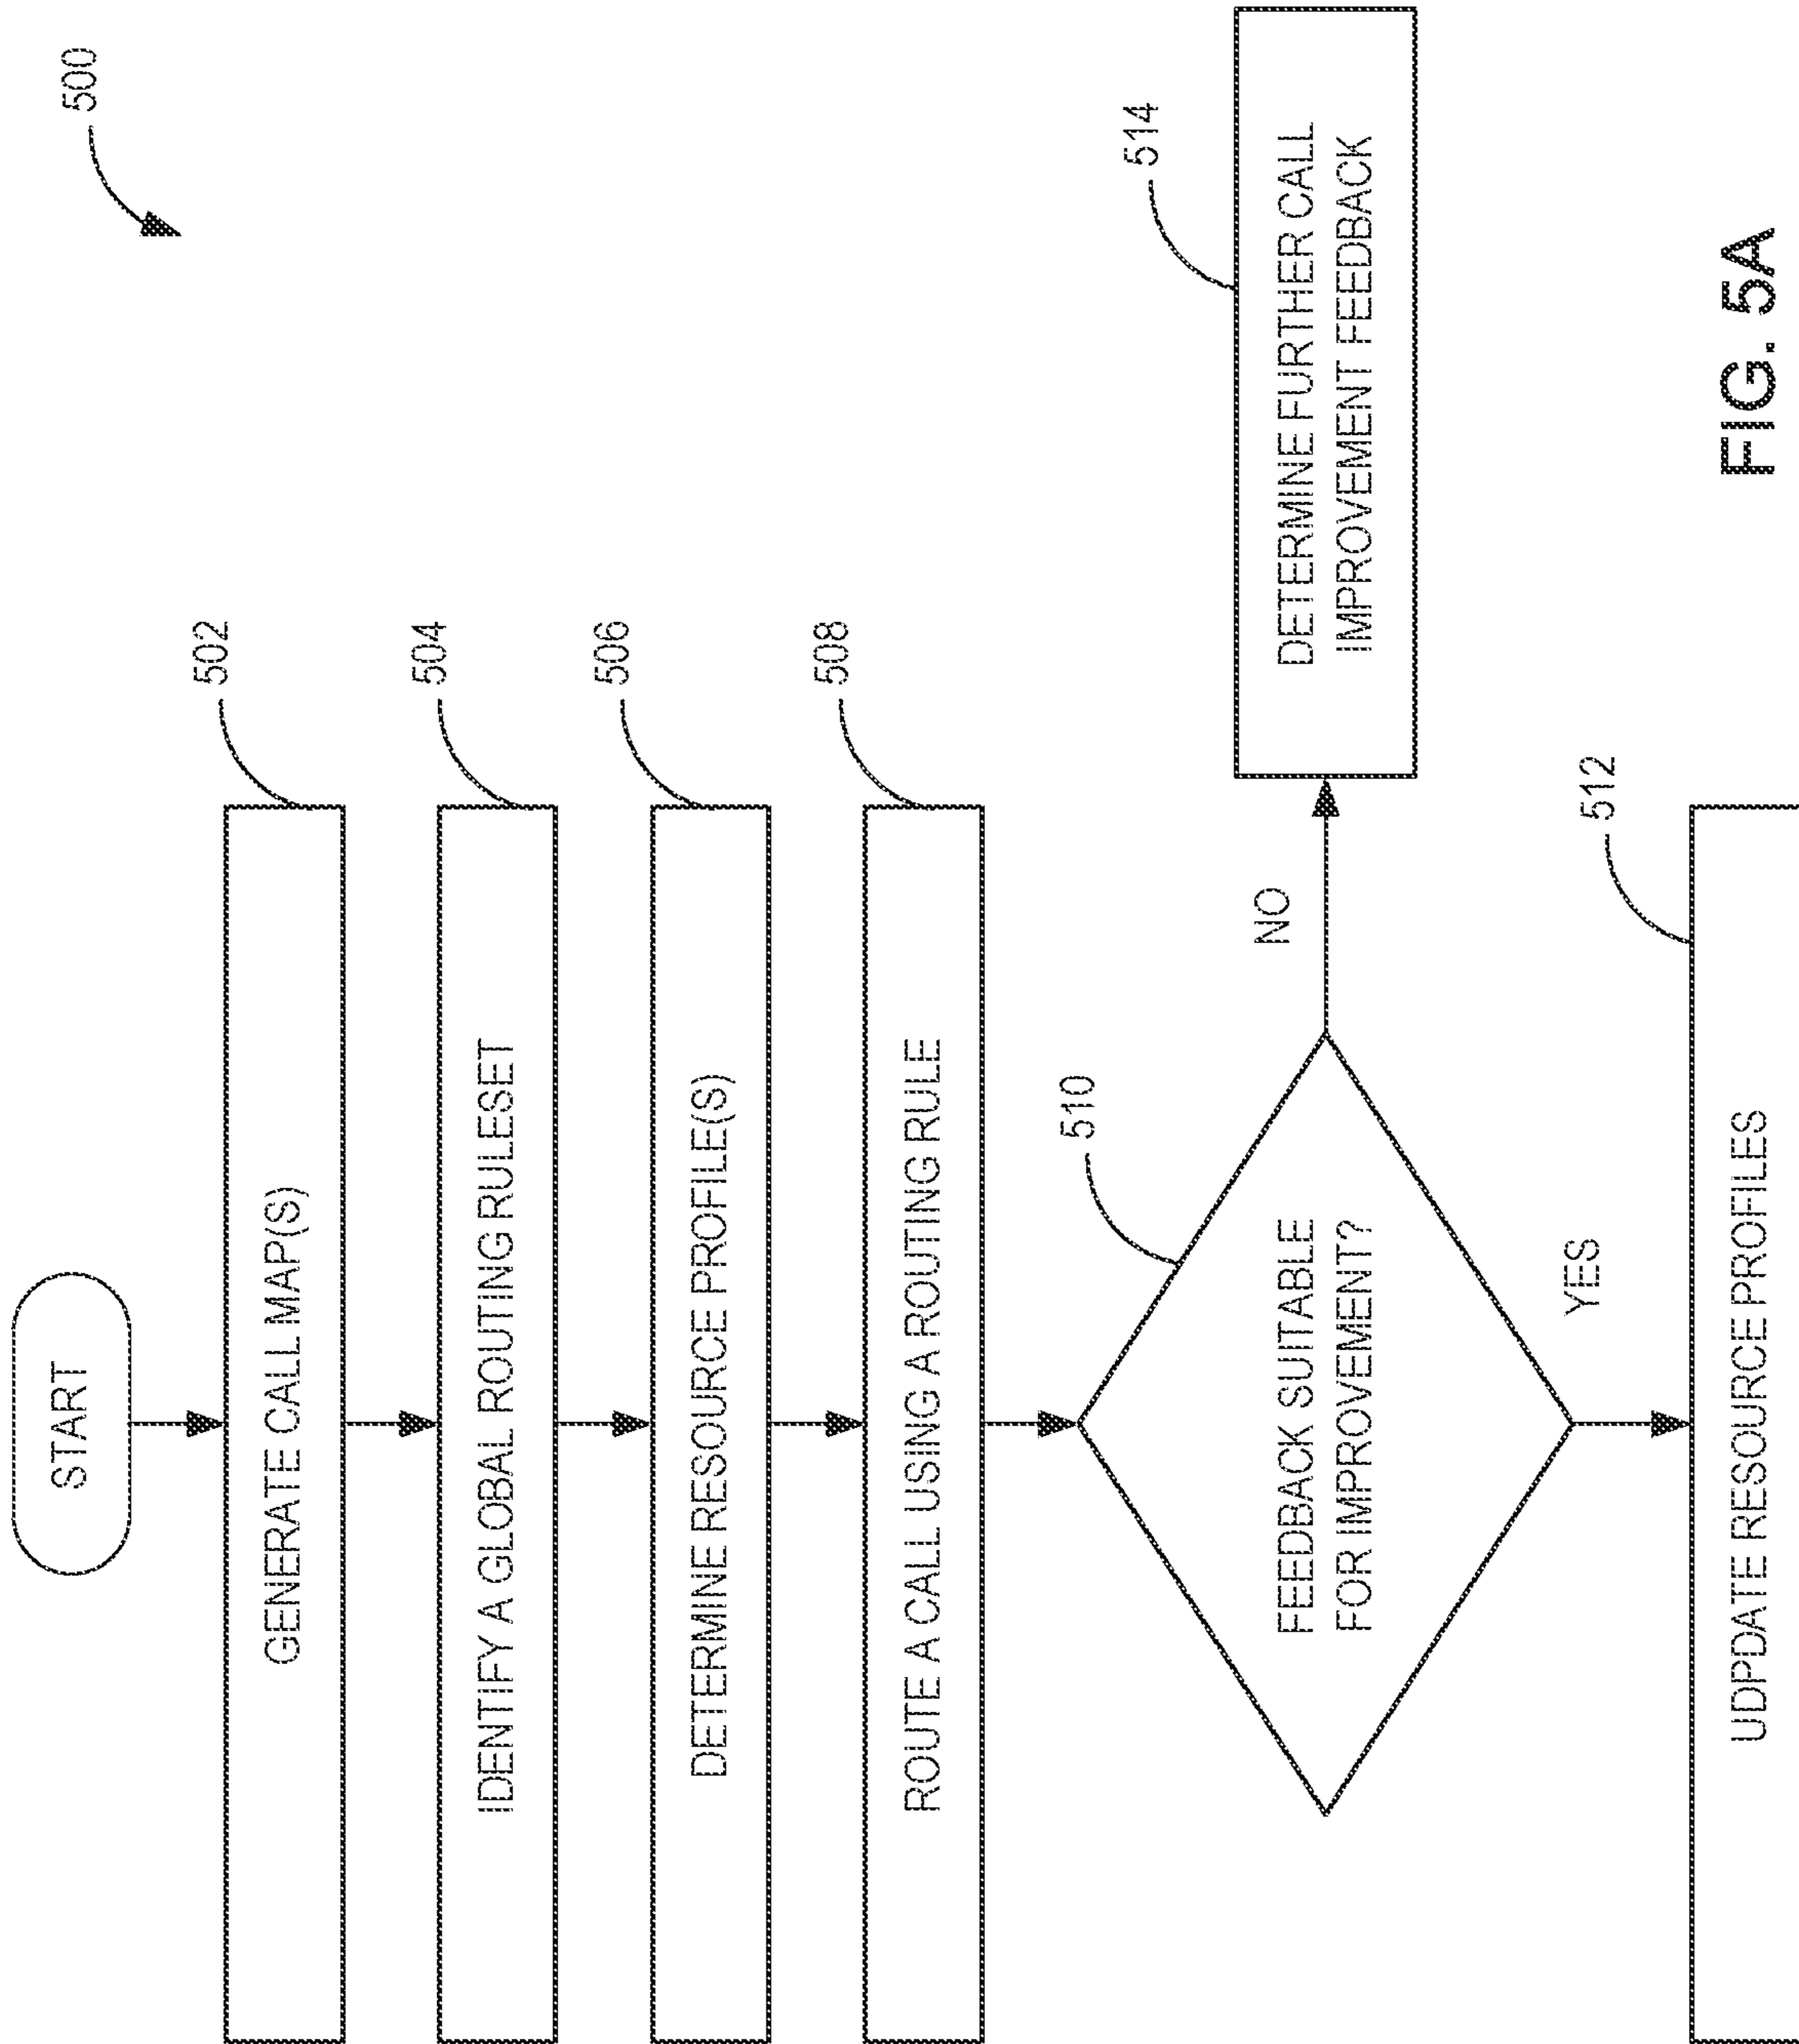 500
START
GENERATE CALL MAP(S)
502
IDENTIFY A GLOBAL ROUTING RULESET
504
DETERMINE RESOURCE PROFILE(S)
506
ROUTE A CALL USING A ROUTING RULE
508
FEEDBACK SUITABLE
FOR IMPROVEMENT?
510
NO
DETERMINE FURTHER CALL
IMPROVEMENT FEEDBACK
514
YES
UDPDATE RESOURCE PROFILES
512
FIG. 5A